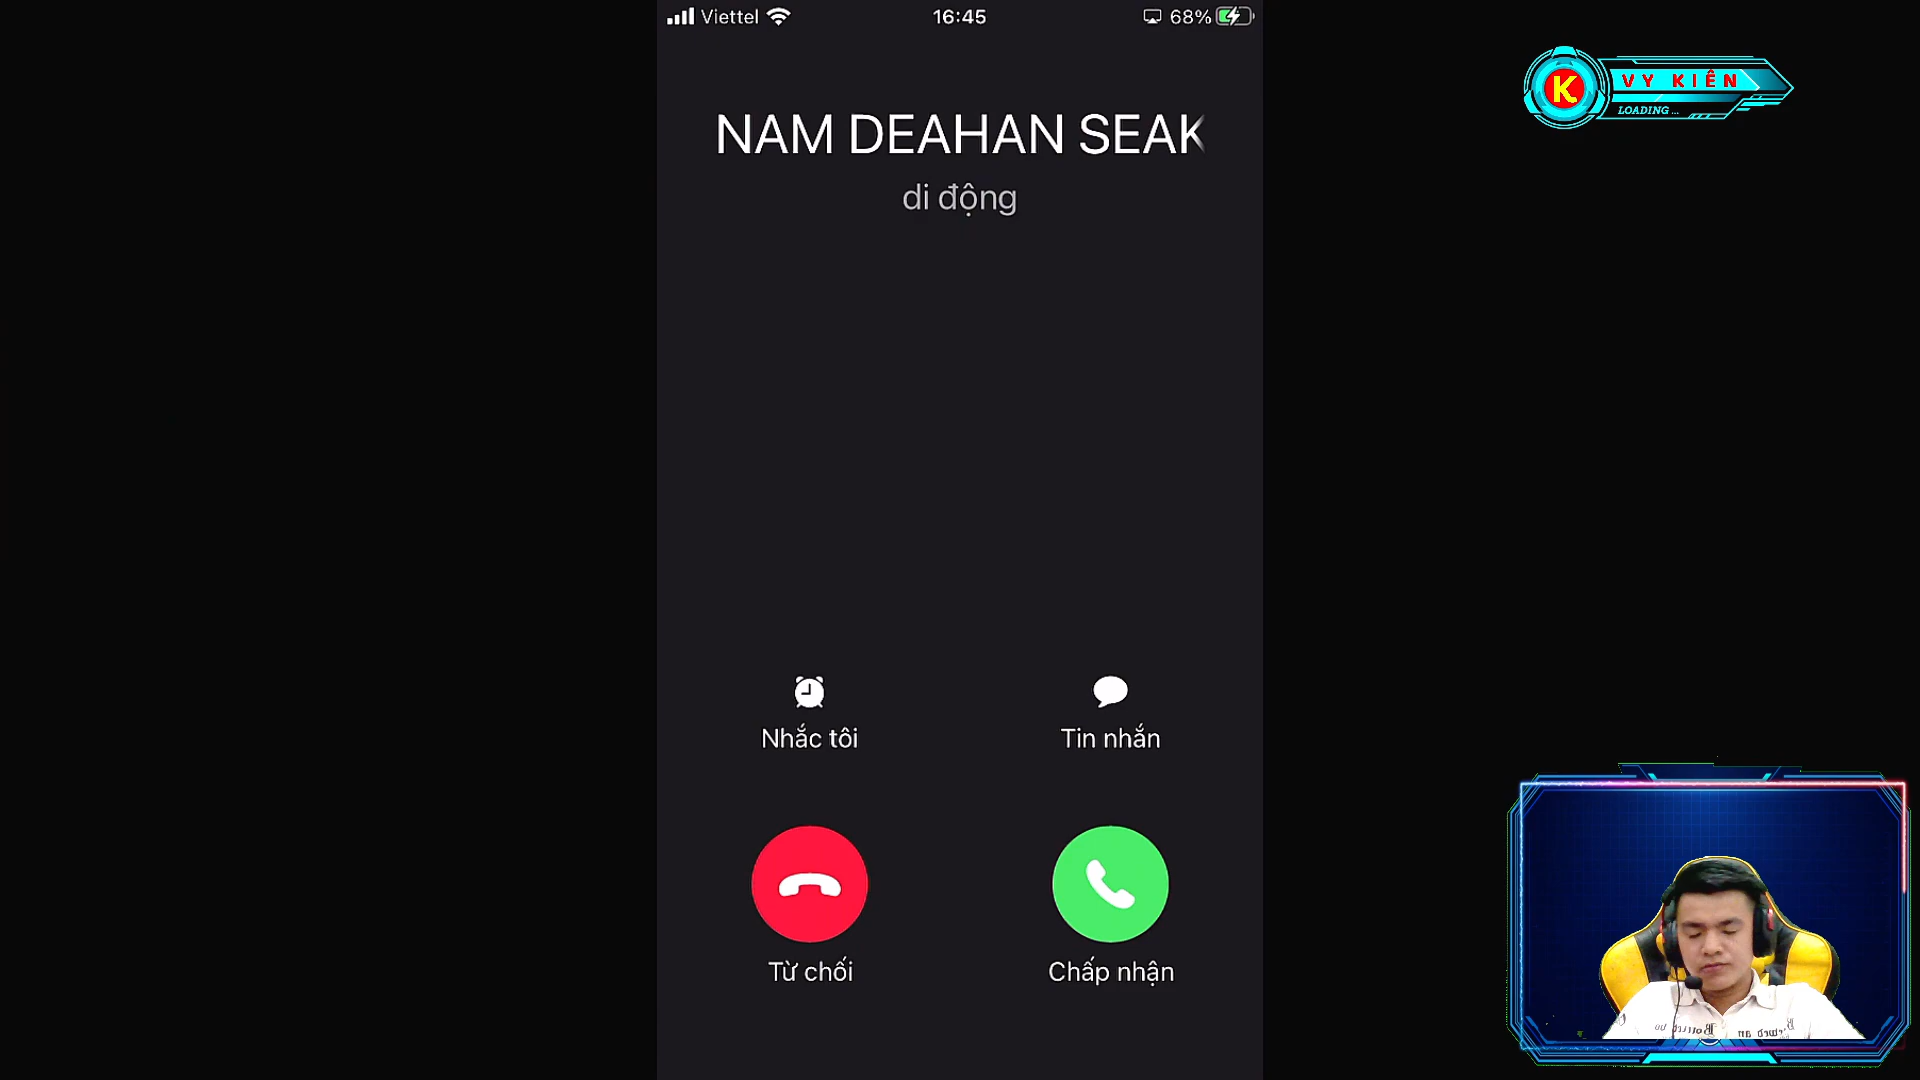 Viettel 16:45 68%
VY KIÊN
LOADING ...
NAM DEAHAN SEAK
di động
Nhắc tôi Tin nhắn
Từ chối Chấp nhận